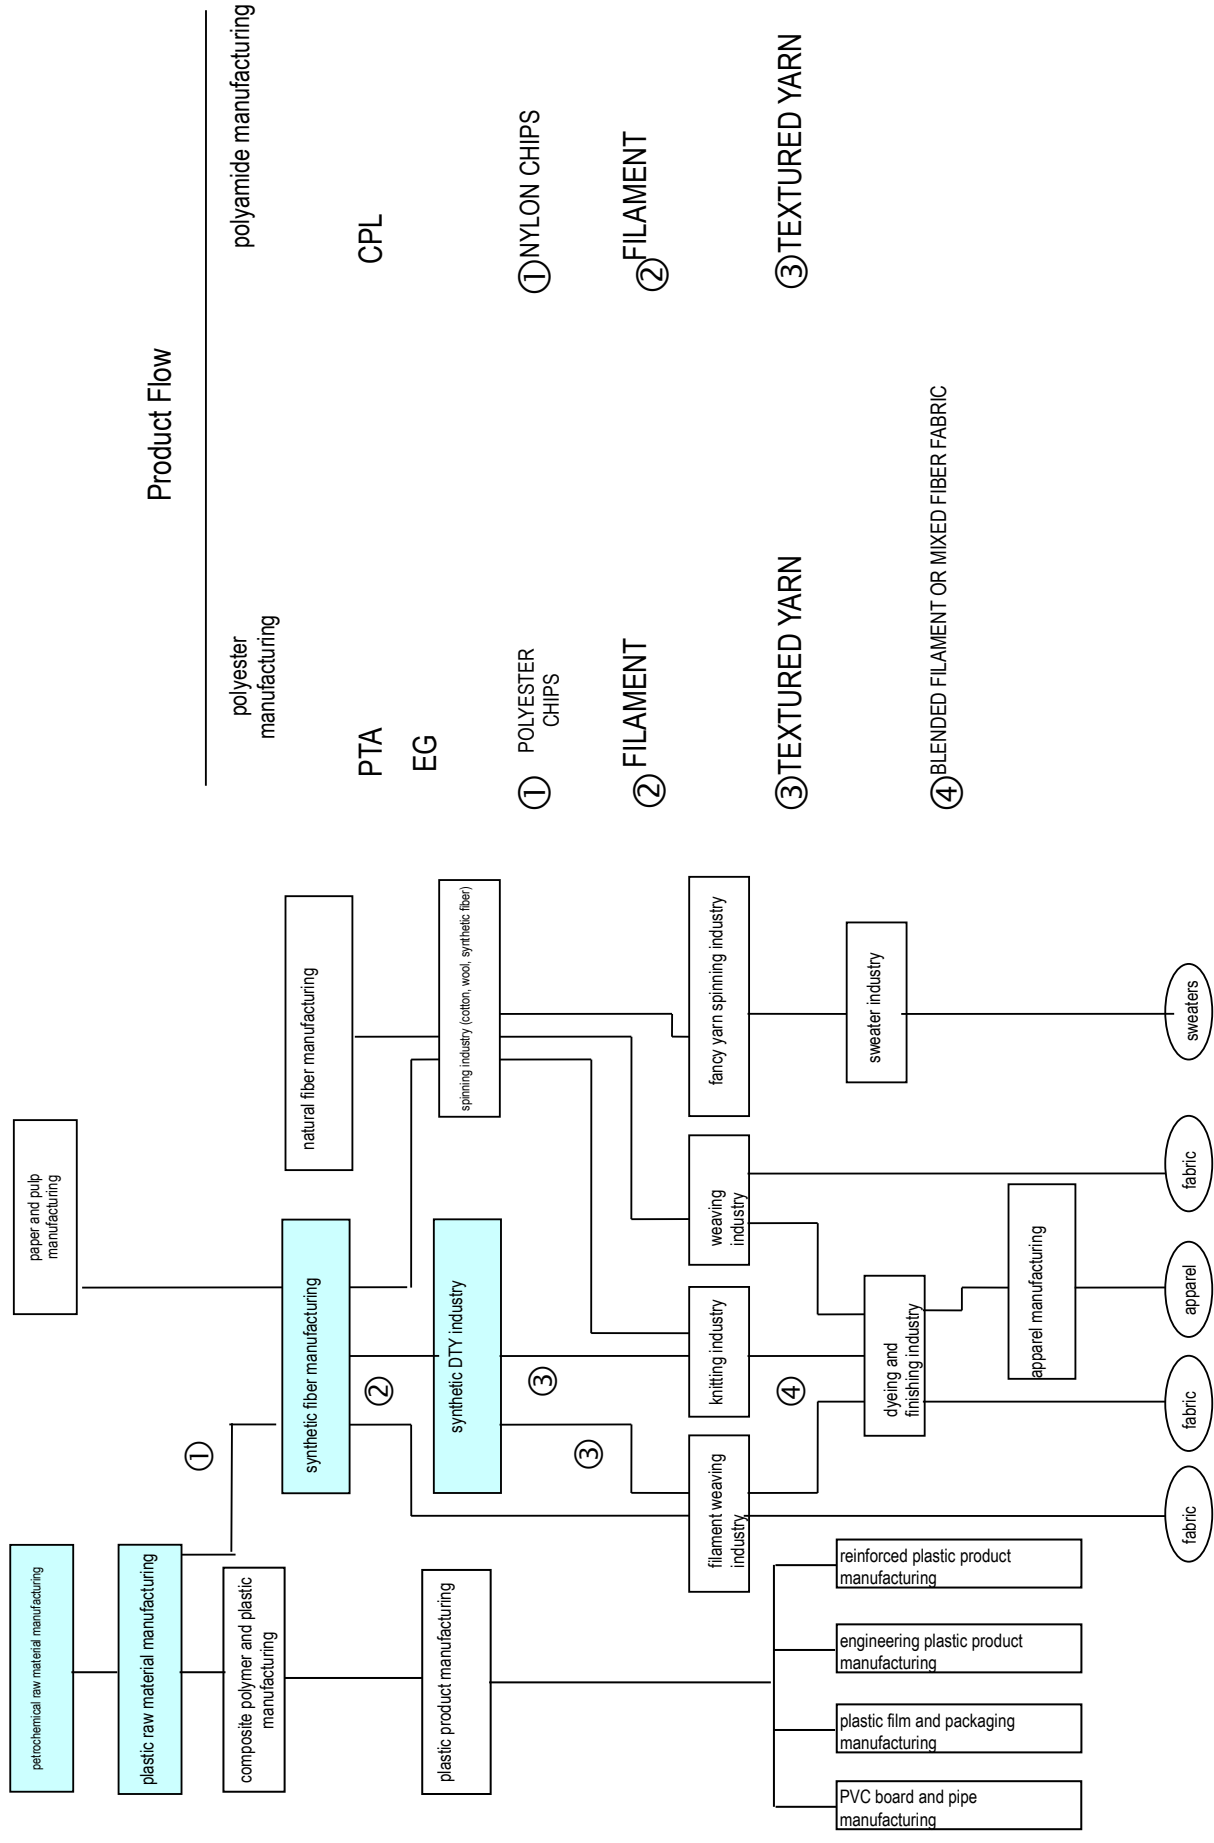 Product Flow
polyester
manufacturing
polyamide manufacturing
PTA
EG
CPL
① POLYESTER
CHIPS
① NYLON CHIPS
② FILAMENT
② FILAMENT
③ TEXTURED YARN
③ TEXTURED YARN
④ BLENDED FILAMENT OR MIXED FIBER FABRIC
petrochemical raw material manufacturing
paper and pulp
manufacturing
plastic raw material manufacturing
①
composite polymer and plastic
manufacturing
synthetic fiber manufacturing
natural fiber manufacturing
②
plastic product manufacturing
synthetic DTY industry
spinning industry (cotton, wool, synthetic fiber)
③
③
filament weaving
industry
knitting industry
weaving
industry
fancy yarn spinning industry
④
PVC board and pipe
manufacturing
plastic film and packaging
manufacturing
engineering plastic product
manufacturing
reinforced plastic product
manufacturing
dyeing and
finishing industry
sweater industry
apparel manufacturing
fabric
fabric
apparel
fabric
sweaters